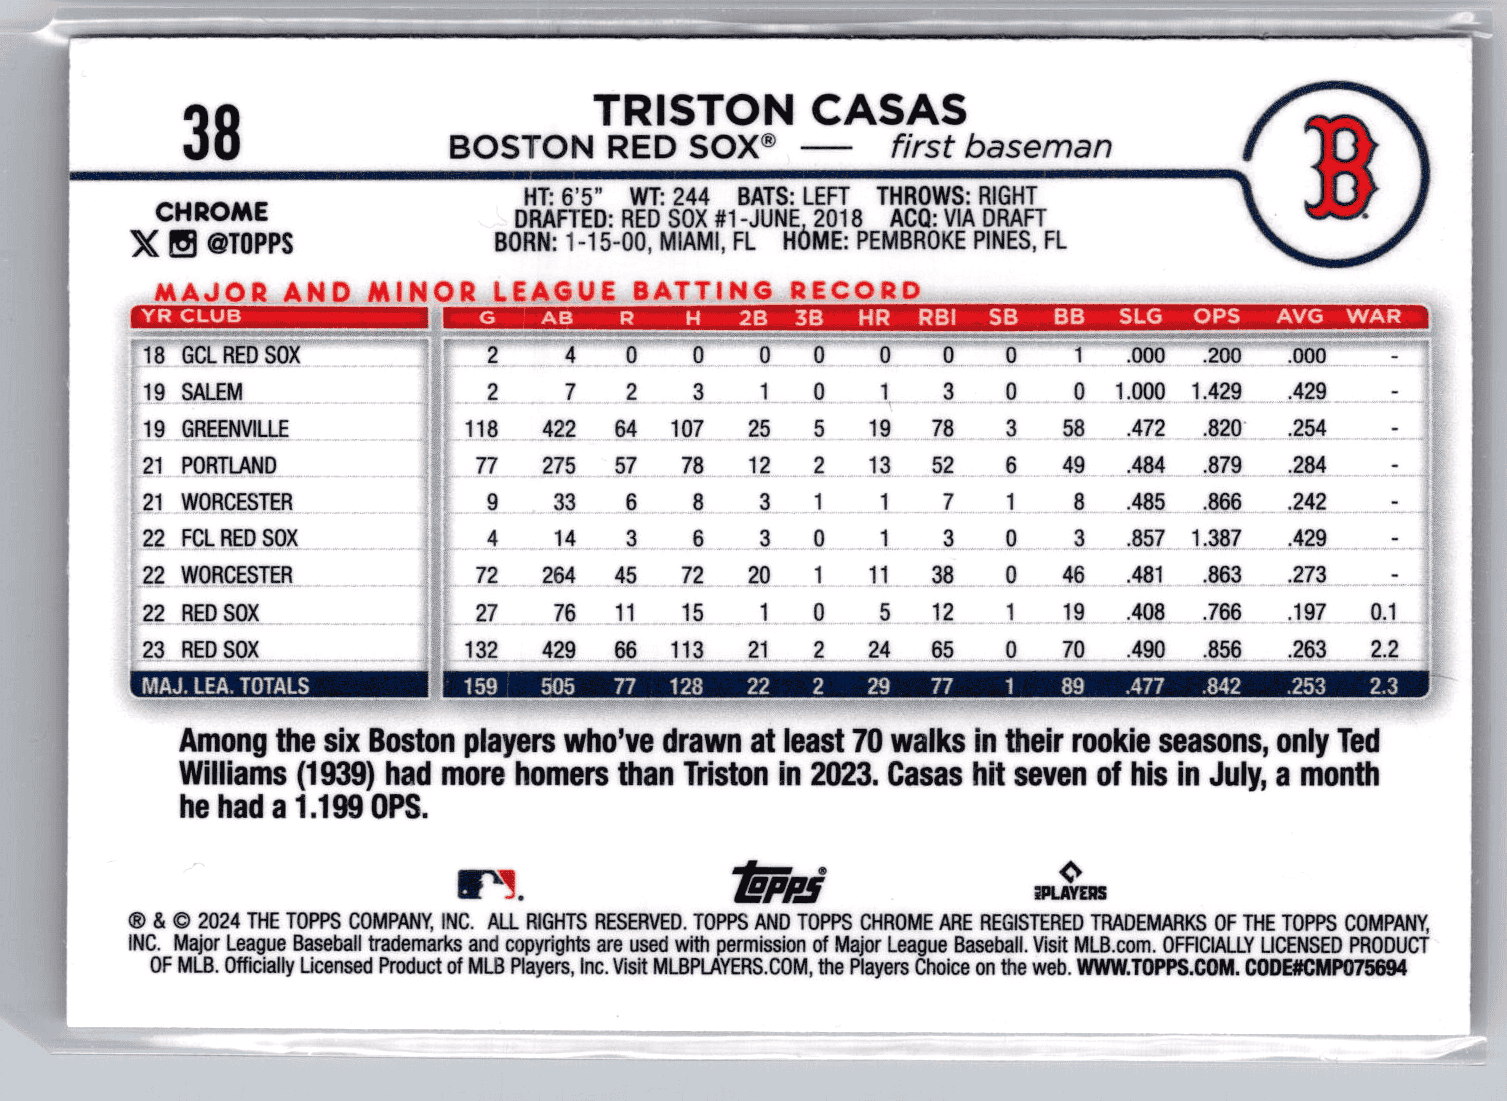 38
TRISTON CASAS
BOSTON RED SOX® — first baseman
B
CHROME
@TOPPS
HT: 6'5" WT: 244 BATS: LEFT THROWS: RIGHT
DRAFTED: RED SOX #1-JUNE, 2018 ACQ: VIA DRAFT
BORN: 1-15-00, MIAMI, FL HOME: PEMBROKE PINES, FL
MAJOR AND MINOR LEAGUE BATTING RECORD
YR CLUB G AB R H 2B 3B HR RBI SB BB SLG OPS AVG WAR
18 GCL RED SOX 2 4 0 0 0 0 0 0 0 1 .000 .200 .000 -
19 SALEM 2 7 2 3 1 0 1 3 0 0 1.000 1.429 .429 -
19 GREENVILLE 118 422 64 107 25 5 19 78 3 58 .472 .820 .254 -
21 PORTLAND 77 275 57 78 12 2 13 52 6 49 .484 .879 .284 -
21 WORCESTER 9 33 6 8 3 1 1 7 1 8 .485 .866 .242 -
22 FCL RED SOX 4 14 3 6 3 0 1 3 0 3 .857 1.387 .429 -
22 WORCESTER 72 264 45 72 20 1 11 38 0 46 .481 .863 .273 -
22 RED SOX 27 76 11 15 1 0 5 12 1 19 .408 .766 .197 0.1
23 RED SOX 132 429 66 113 21 2 24 65 0 70 .490 .856 .263 2.2
MAJ. LEA. TOTALS 159 505 77 128 22 2 29 77 1 89 .477 .842 .253 2.3
Among the six Boston players who've drawn at least 70 walks in their rookie seasons, only Ted
Williams (1939) had more homers than Triston in 2023. Casas hit seven of his in July, a month
he had a 1.199 OPS.
topps® MLB PLAYERS
® & © 2024 THE TOPPS COMPANY, INC. ALL RIGHTS RESERVED. TOPPS AND TOPPS CHROME ARE REGISTERED TRADEMARKS OF THE TOPPS COMPANY,
INC. Major League Baseball trademarks and copyrights are used with permission of Major League Baseball. Visit MLB.com. OFFICIALLY LICENSED PRODUCT
OF MLB. Officially Licensed Product of MLB Players, Inc. Visit MLBPLAYERS.COM, the Players Choice on the web. WWW.TOPPS.COM. CODE#CMP075694